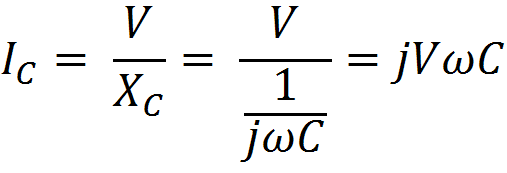 I_C = V / X_C = V / (1 / jωC) = jVωC